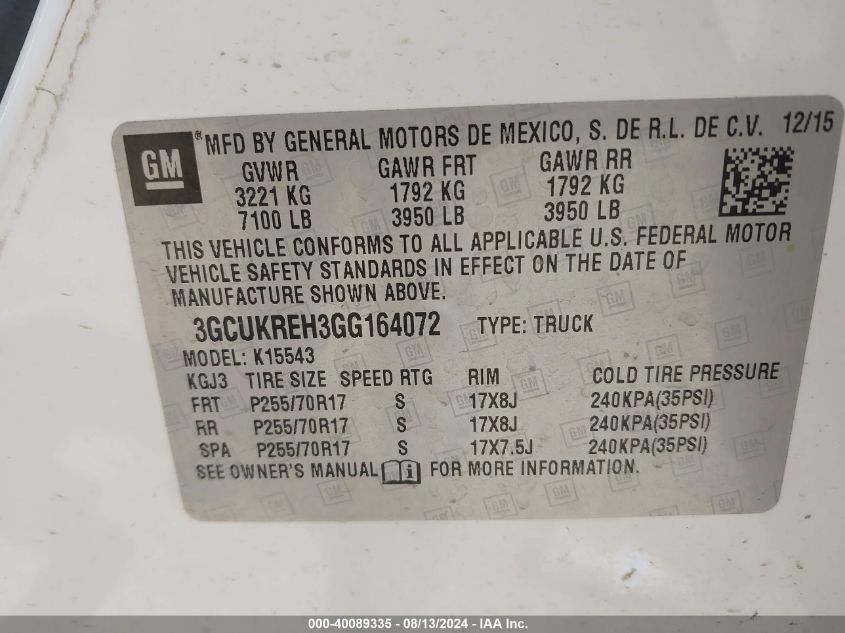 GM ® MFD BY GENERAL MOTORS DE MEXICO, S. DE R.L. DE C.V. 12/15
GVWR GAWR FRT GAWR RR
3221 KG 1792 KG 1792 KG
7100 LB 3950 LB 3950 LB
THIS VEHICLE CONFORMS TO ALL APPLICABLE U.S. FEDERAL MOTOR
VEHICLE SAFETY STANDARDS IN EFFECT ON THE DATE OF
MANUFACTURE SHOWN ABOVE.
3GCUKREH3GG164072 TYPE: TRUCK
MODEL: K15543
KGJ3 TIRE SIZE SPEED RTG RIM COLD TIRE PRESSURE
FRT P255/70R17 S 17X8J 240KPA(35PSI)
RR P255/70R17 S 17X8J 240KPA(35PSI)
SPA P255/70R17 S 17X7.5J 240KPA(35PSI)
SEE OWNER'S MANUAL i FOR MORE INFORMATION.
000-40089335 - 08/13/2024 - IAA Inc.